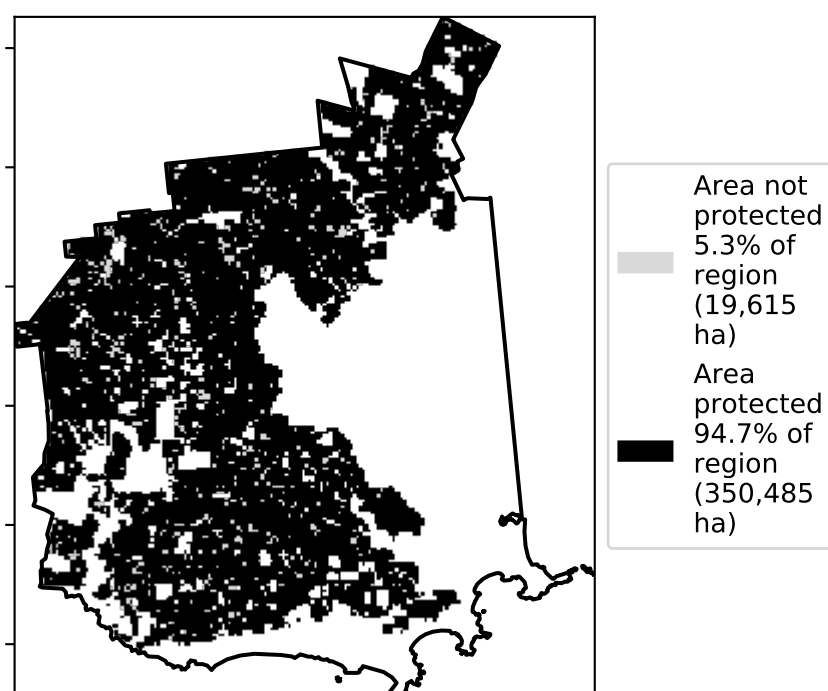 Area not
protected
5.3% of
region
(19,615
ha)
Area
protected
94.7% of
region
(350,485
ha)